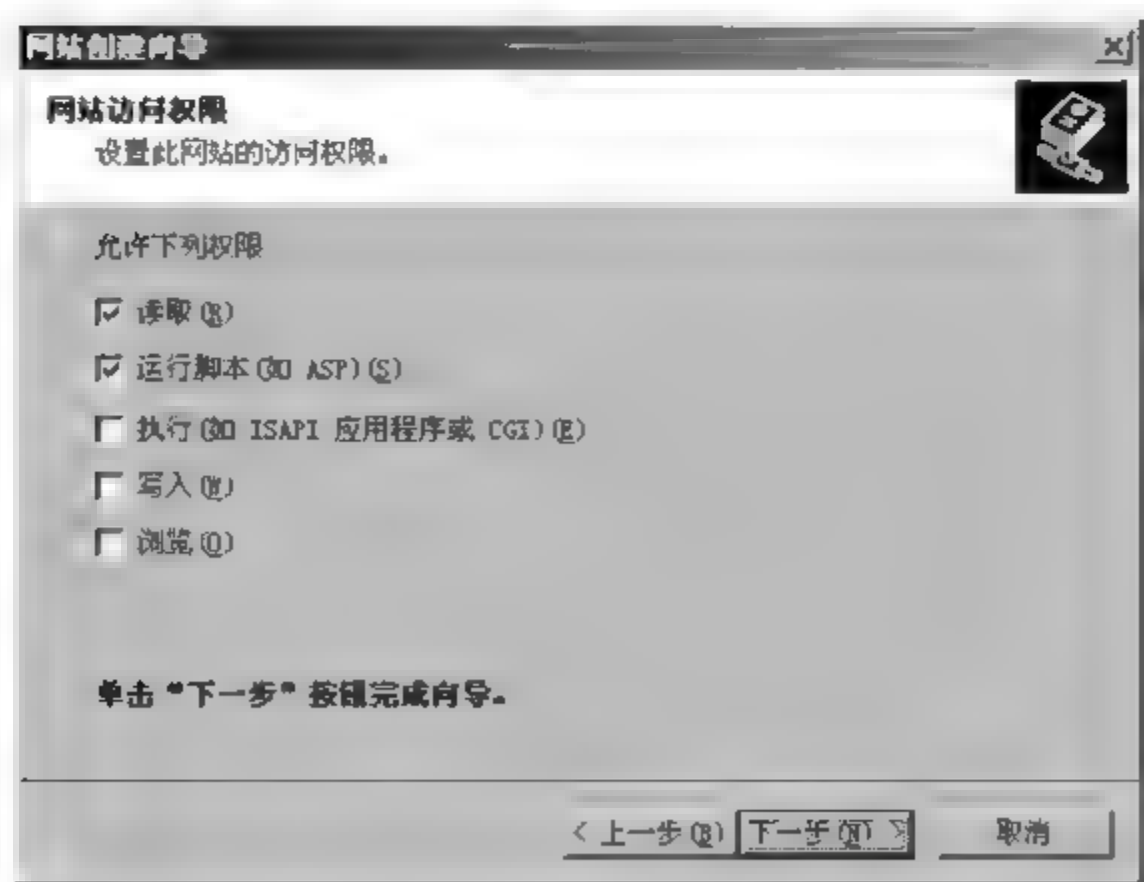 网站创建向导
网站访问权限
设置此网站的访问权限。
允许下列权限
读取(R)
运行脚本(如 ASP)(S)
执行(如 ISAPI 应用程序或 CGI)(E)
写入(W)
浏览(O)
单击“下一步”按钮完成向导。
< 上一步(B) 下一步(N) > 取消